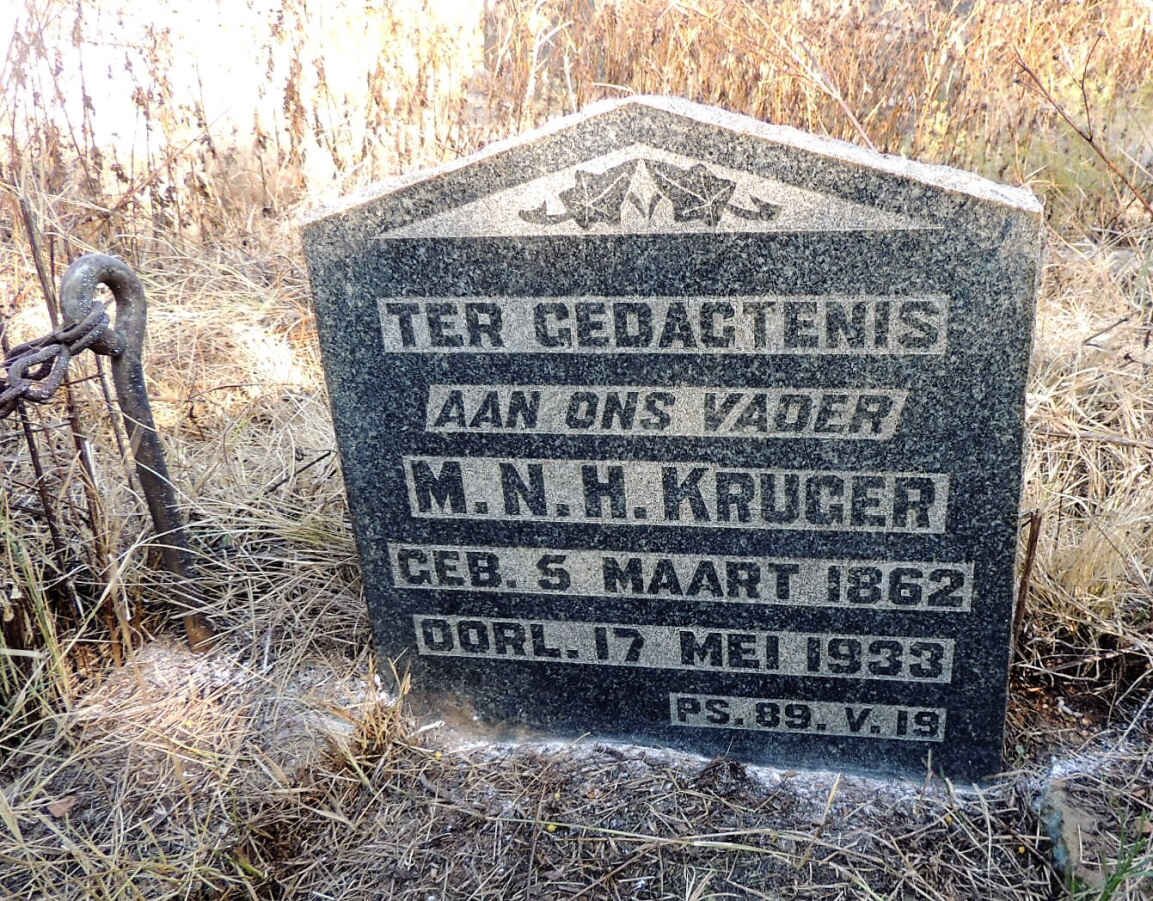 TER GEDACTENIS
AAN ONS VADER
M.N.H. KRUGER
GEB. 5 MAART 1862
OORL. 17 MEI 1933
PS. 89. V. 19